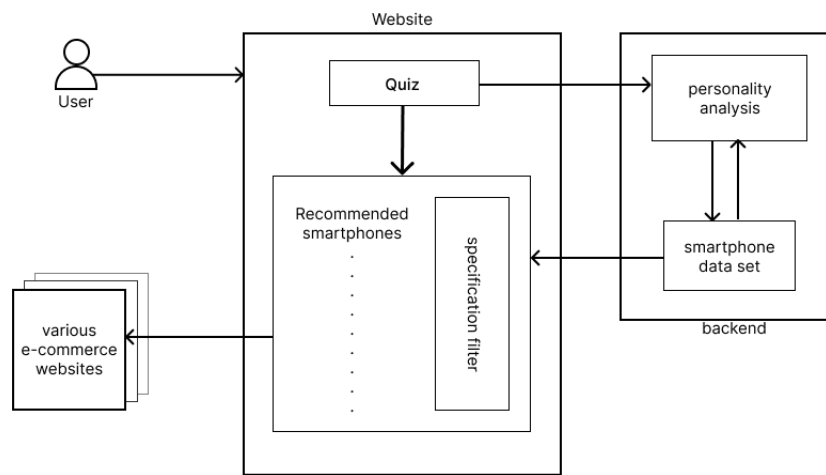 Website
User
Quiz
personality
analysis
Recommended
smartphones
specification filter
smartphone
data set
backend
various
e-commerce
websites